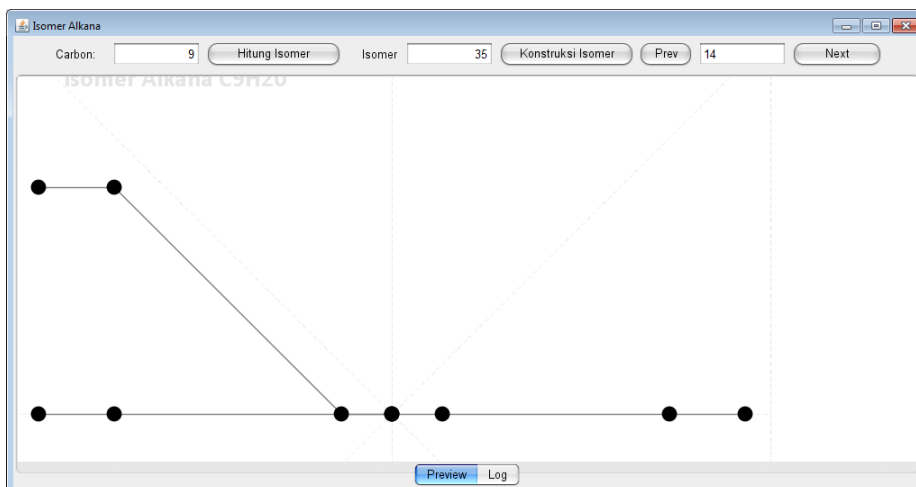 Isomer Alkana
Carbon: 9 Hitung Isomer Isomer 35 Konstruksi Isomer Prev 14 Next
Isomer Alkana C9H20
Preview Log